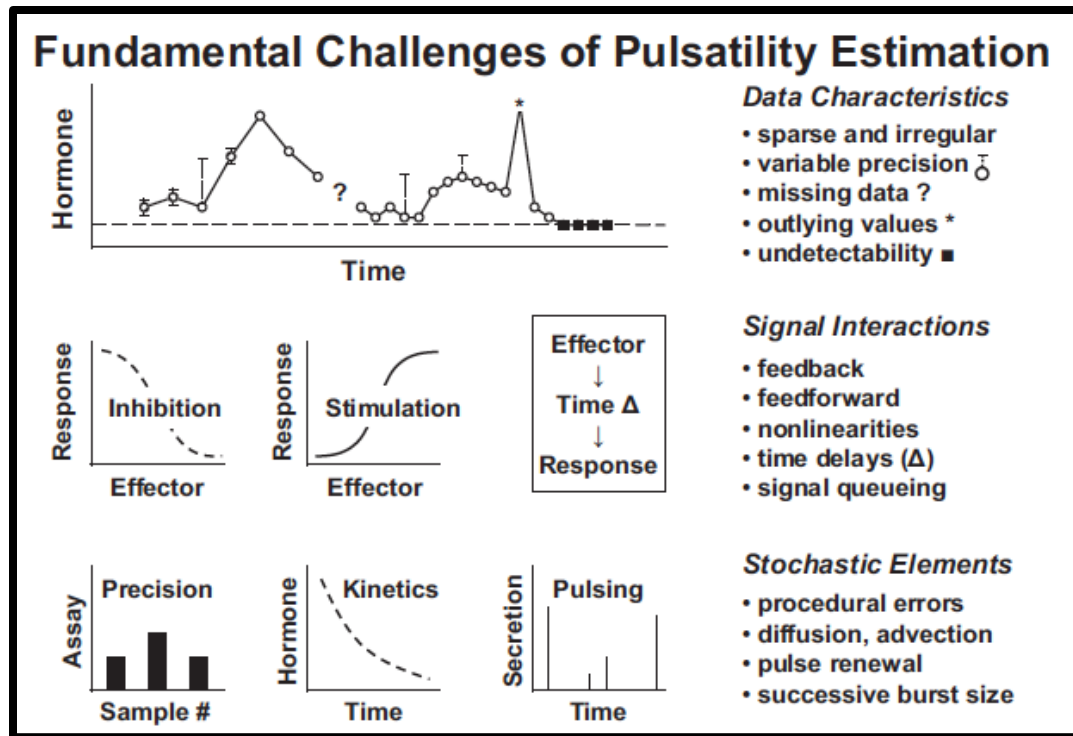 Fundamental Challenges of Pulsatility Estimation
Hormone
*
?
Time
Data Characteristics
• sparse and irregular
• variable precision
• missing data ?
• outlying values *
• undetectability ■
Response
Inhibition
Effector
Response
Stimulation
Effector
Effector
↓
Time Δ
↓
Response
Signal Interactions
• feedback
• feedforward
• nonlinearities
• time delays (Δ)
• signal queueing
Assay
Precision
Sample #
Hormone
Kinetics
Time
Secretion
Pulsing
Time
Stochastic Elements
• procedural errors
• diffusion, advection
• pulse renewal
• successive burst size